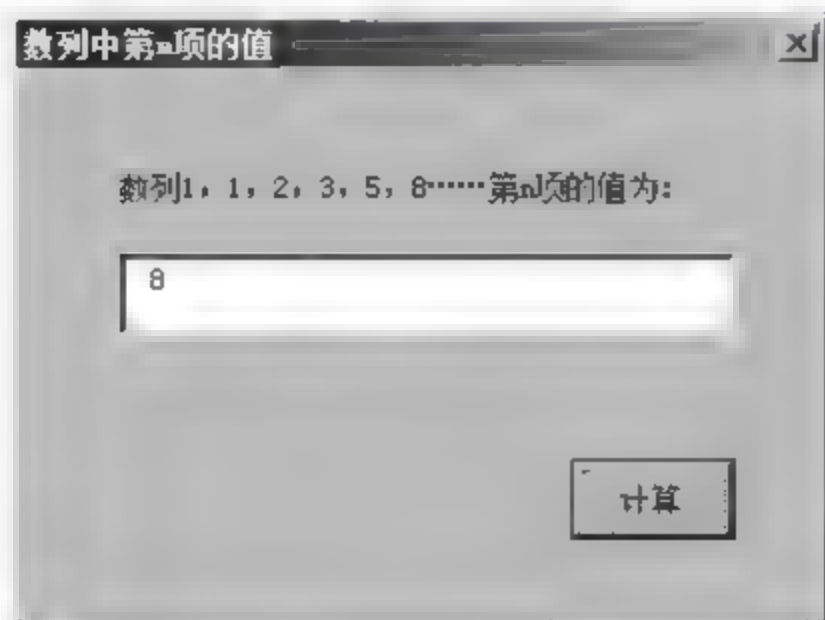 数列中第n项的值
数列1, 1, 2, 3, 5, 8……第n项的值为:
8
计算